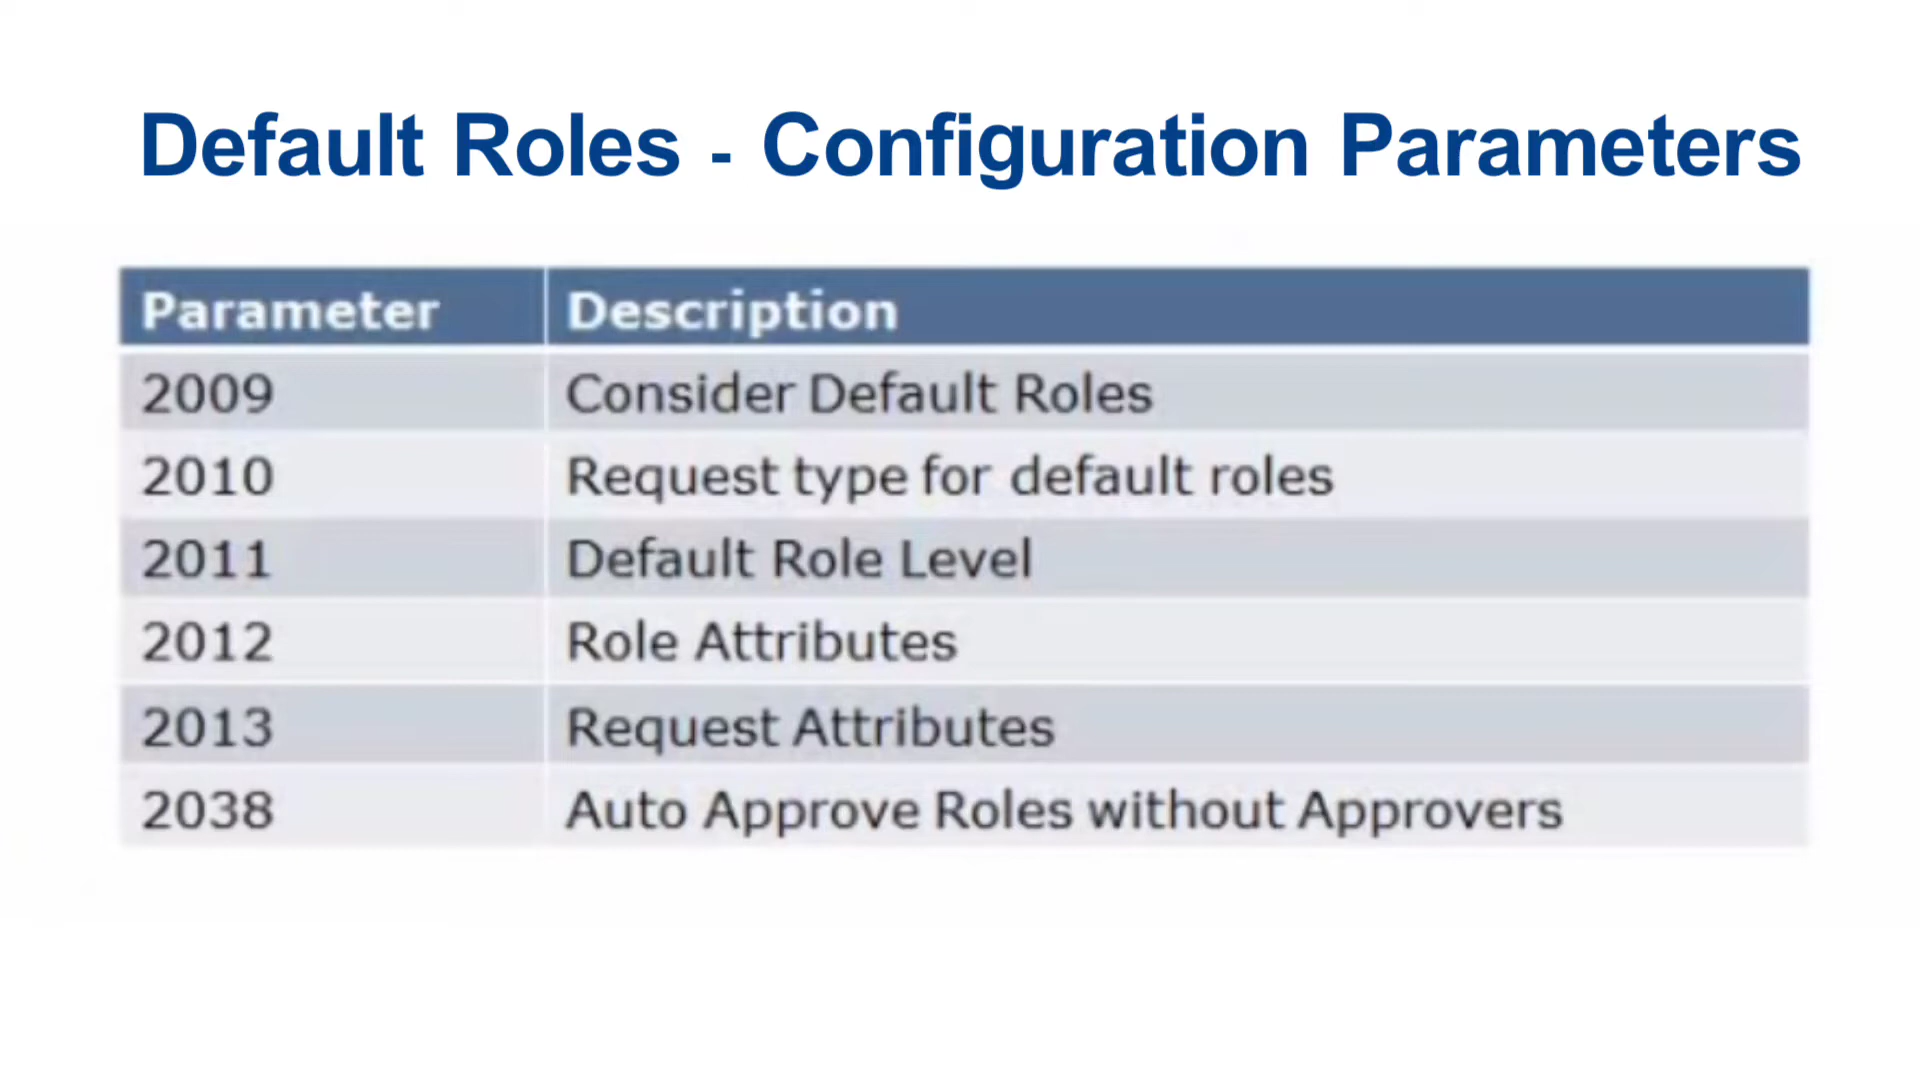 Default Roles - Configuration Parameters
Parameter Description
2009 Consider Default Roles
2010 Request type for default roles
2011 Default Role Level
2012 Role Attributes
2013 Request Attributes
2038 Auto Approve Roles without Approvers